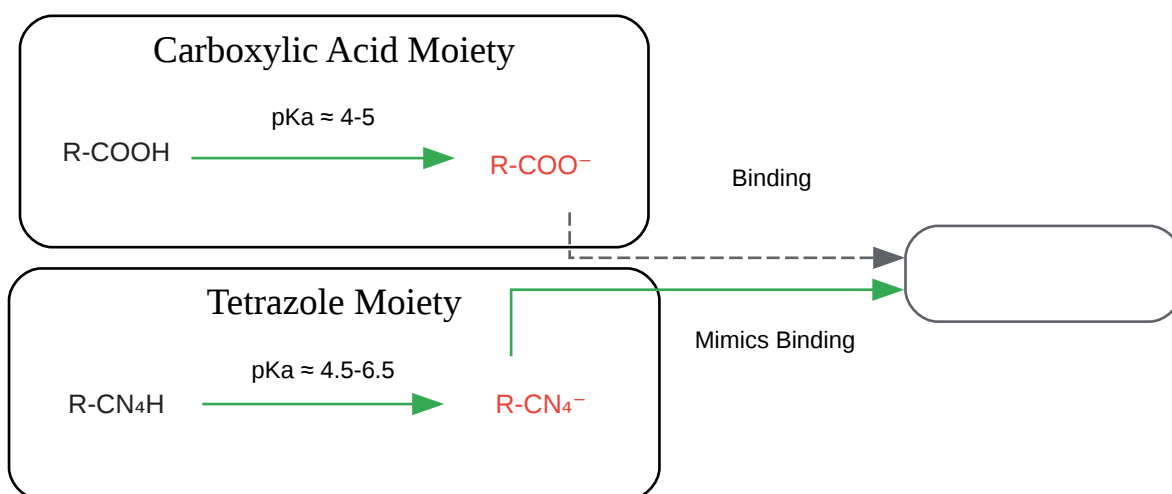 Carboxylic Acid Moiety
pKa ≈ 4-5
R-COOH
R-COO⁻
Binding
Tetrazole Moiety
Mimics Binding
pKa ≈ 4.5-6.5
R-CN₄H
R-CN₄⁻